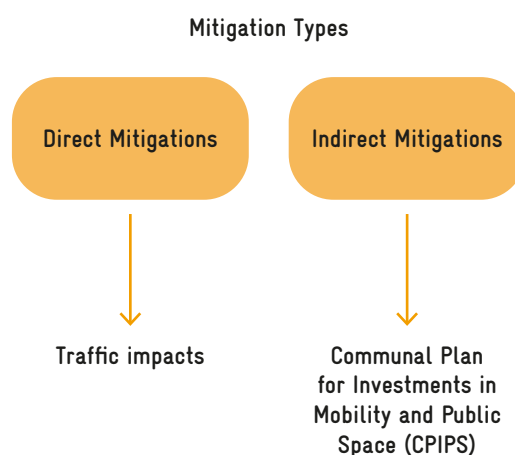 Mitigation Types
Direct Mitigations
Indirect Mitigations
Traffic impacts
Communal Plan
for Investments in
Mobility and Public
Space (CPIPS)